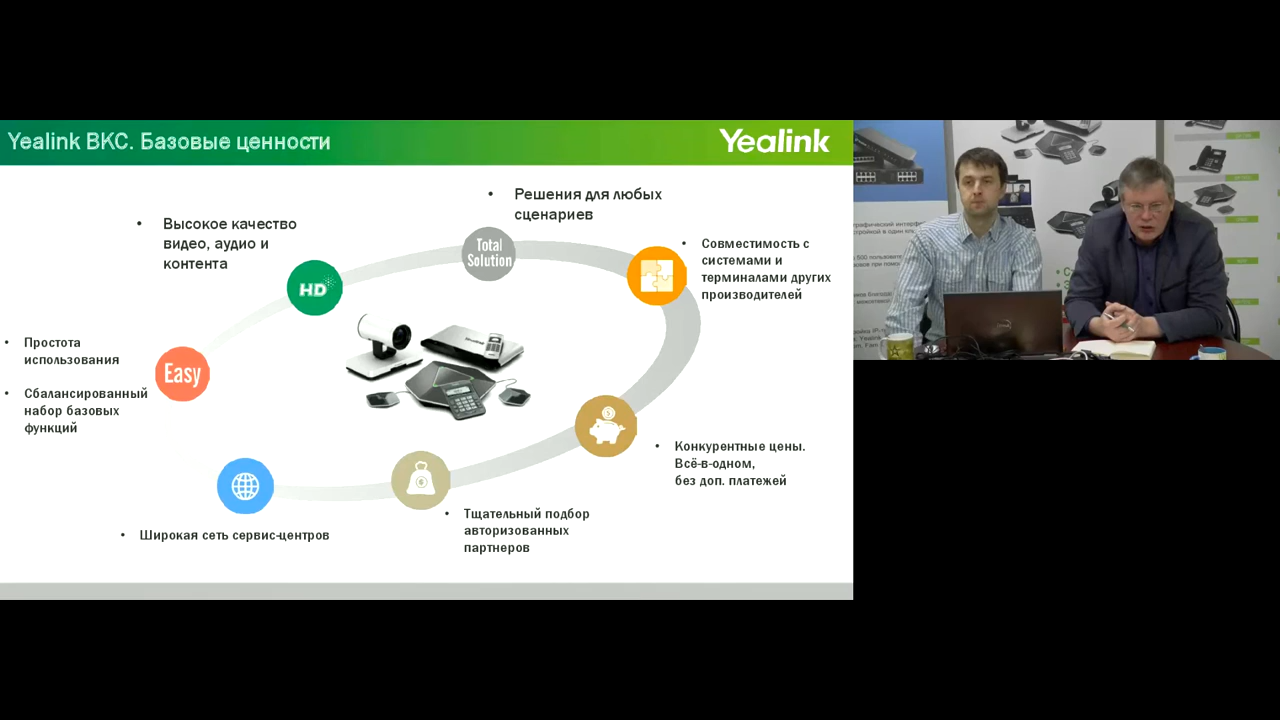 Yealink ВКС. Базовые ценности
Yealink
• Решения для любых
сценариев
• Высокое качество
видео, аудио и
контента
Total
Solution
• Совместимость с
системами и
терминалами других
производителей
HD
• Простота
использования
Easy
• Сбалансированный
набор базовых
функций
• Конкурентные цены.
Всё-в-одном,
без доп. платежей
• Тщательный подбор
авторизованных
партнеров
• Широкая сеть сервис-центров